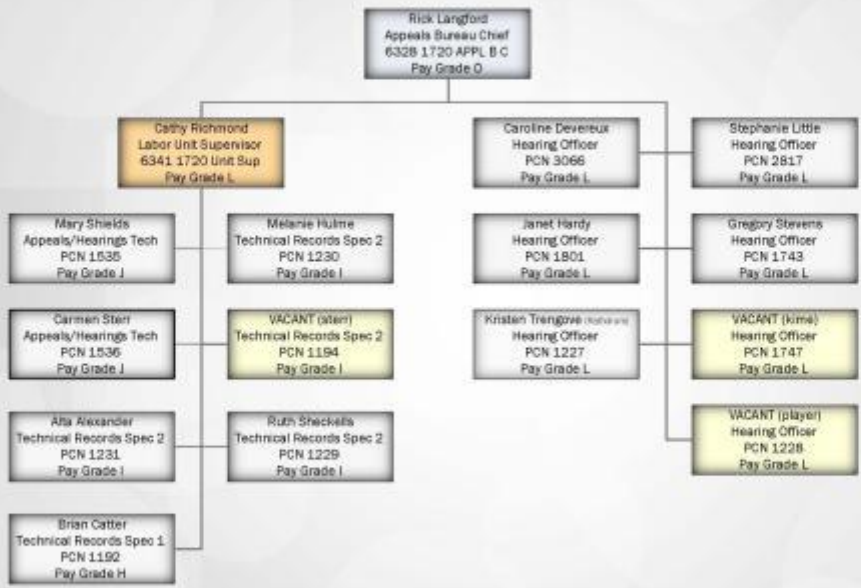 Rick Langford
Appeals Bureau Chief
6328 1720 APPL B C
Pay Grade O
Cathy Richmond
Labor Unit Supervisor
6341 1720 Unit Sup
Pay Grade L
Mary Shields
Appeals/Hearings Tech
PCN 1535
Pay Grade J
Melanie Hulme
Technical Records Spec 2
PCN 1230
Pay Grade I
Carmen Sterr
Appeals/Hearings Tech
PCN 1536
Pay Grade J
VACANT (sterr)
Technical Records Spec 2
PCN 1194
Pay Grade I
Alta Alexander
Technical Records Spec 2
PCN 1231
Pay Grade I
Ruth Sheckells
Technical Records Spec 2
PCN 1229
Pay Grade I
Brian Catter
Technical Records Spec 1
PCN 1192
Pay Grade H
Caroline Devereux
Hearing Officer
PCN 3066
Pay Grade L
Stephanie Little
Hearing Officer
PCN 2817
Pay Grade L
Janet Hardy
Hearing Officer
PCN 1801
Pay Grade L
Gregory Stevens
Hearing Officer
PCN 1743
Pay Grade L
Kristen Trengove
Hearing Officer
PCN 1227
Pay Grade L
VACANT (kime)
Hearing Officer
PCN 1747
Pay Grade L
VACANT (player)
Hearing Officer
PCN 1228
Pay Grade L